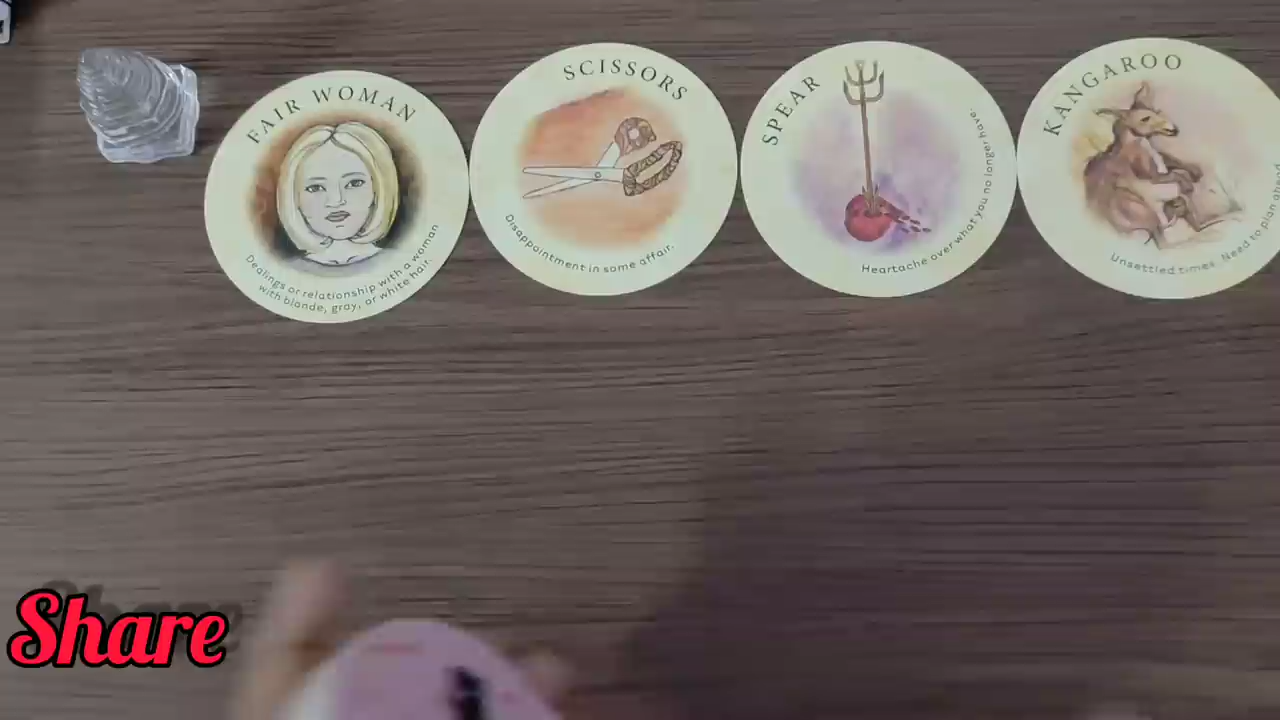 FAIR WOMAN
Dealings or relationship with a woman
with blonde, gray, or white hair.
SCISSORS
Disappointment in some affair.
SPEAR
Heartache over what you no longer have.
KANGAROO
Unsettled times. Need to plan ahead
Share